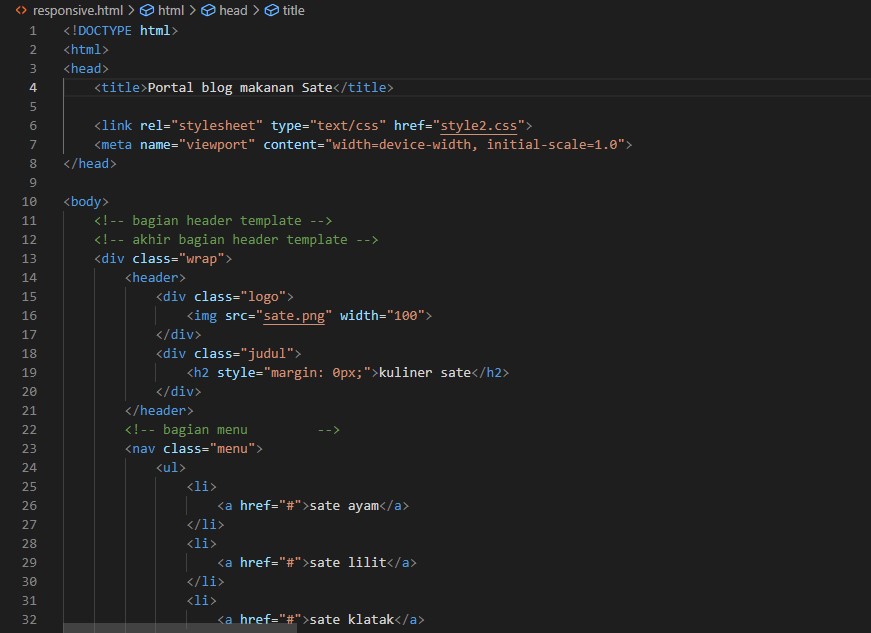 responsive.html > html > head > title
1 <!DOCTYPE html>
2 <html>
3 <head>
4     <title>Portal blog makanan Sate</title>
5
6     <link rel="stylesheet" type="text/css" href="style2.css">
7     <meta name="viewport" content="width=device-width, initial-scale=1.0">
8 </head>
9
10 <body>
11     <!-- bagian header template -->
12     <!-- akhir bagian header template -->
13     <div class="wrap">
14         <header>
15             <div class="logo">
16                 <img src="sate.png" width="100">
17             </div>
18             <div class="judul">
19                 <h2 style="margin: 0px;">kuliner sate</h2>
20             </div>
21         </header>
22         <!-- bagian menu         -->
23         <nav class="menu">
24             <ul>
25                 <li>
26                     <a href="#">sate ayam</a>
27                 </li>
28                 <li>
29                     <a href="#">sate lilit</a>
30                 </li>
31                 <li>
32                     <a href="#">sate klatak</a>